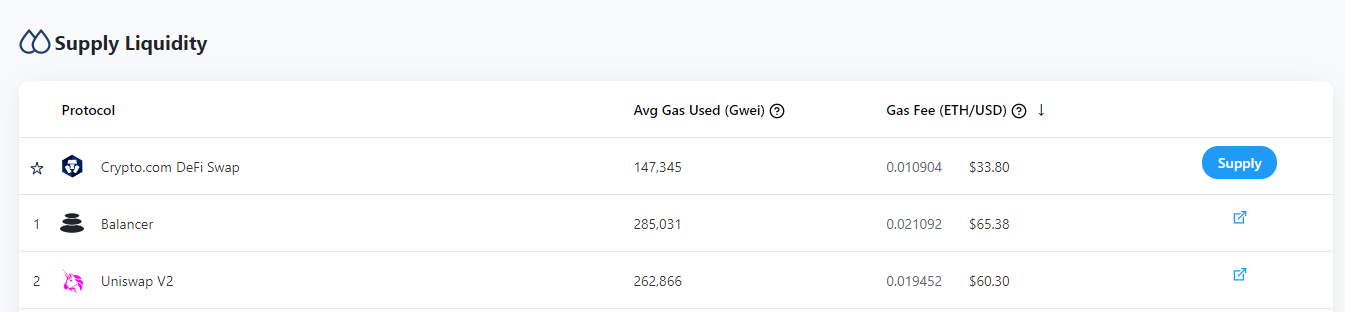 Supply Liquidity
Protocol Avg Gas Used (Gwei) ? Gas Fee (ETH/USD) ? ↓
Crypto.com DeFi Swap 147,345 0.010904 $33.80 Supply
1 Balancer 285,031 0.021092 $65.38
2 Uniswap V2 262,866 0.019452 $60.30